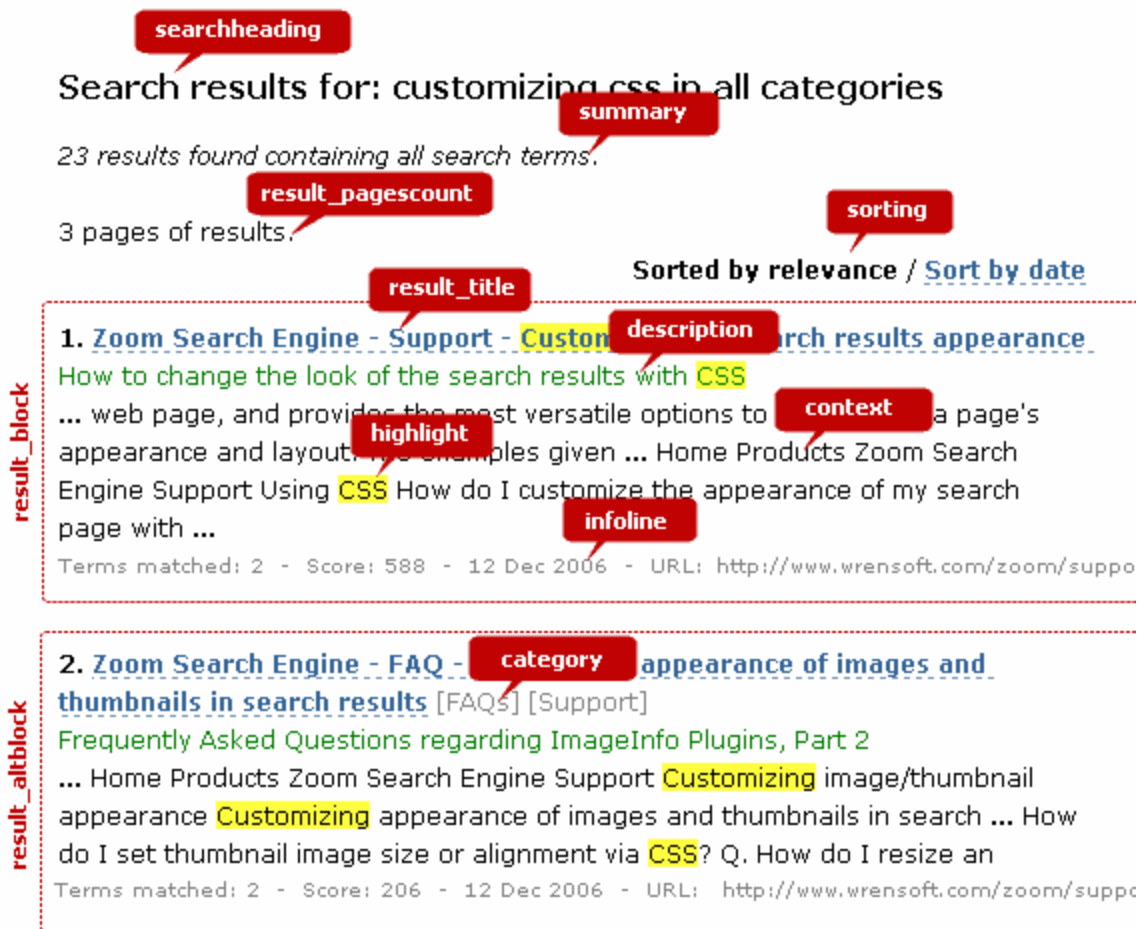 searchheading
Search results for: customizing css in all categories
summary
23 results found containing all search terms.
result_pagescount
3 pages of results.
sorting
Sorted by relevance / Sort by date
result_block
result_title
1. Zoom Search Engine - Support - Custom rch results appearance
description
How to change the look of the search results with CSS
context
... web page, and provides the most versatile options to a page's
highlight
appearance and layout. examples given ... Home Products Zoom Search
Engine Support Using CSS How do I customize the appearance of my search
infoline
page with ...
Terms matched: 2 - Score: 588 - 12 Dec 2006 - URL: http://www.wrensoft.com/zoom/suppo
result_altblock
category
2. Zoom Search Engine - FAQ - appearance of images and
thumbnails in search results [FAQs] [Support]
Frequently Asked Questions regarding ImageInfo Plugins, Part 2
... Home Products Zoom Search Engine Support Customizing image/thumbnail
appearance Customizing appearance of images and thumbnails in search ... How
do I set thumbnail image size or alignment via CSS? Q. How do I resize an
Terms matched: 2 - Score: 206 - 12 Dec 2006 - URL: http://www.wrensoft.com/zoom/suppo